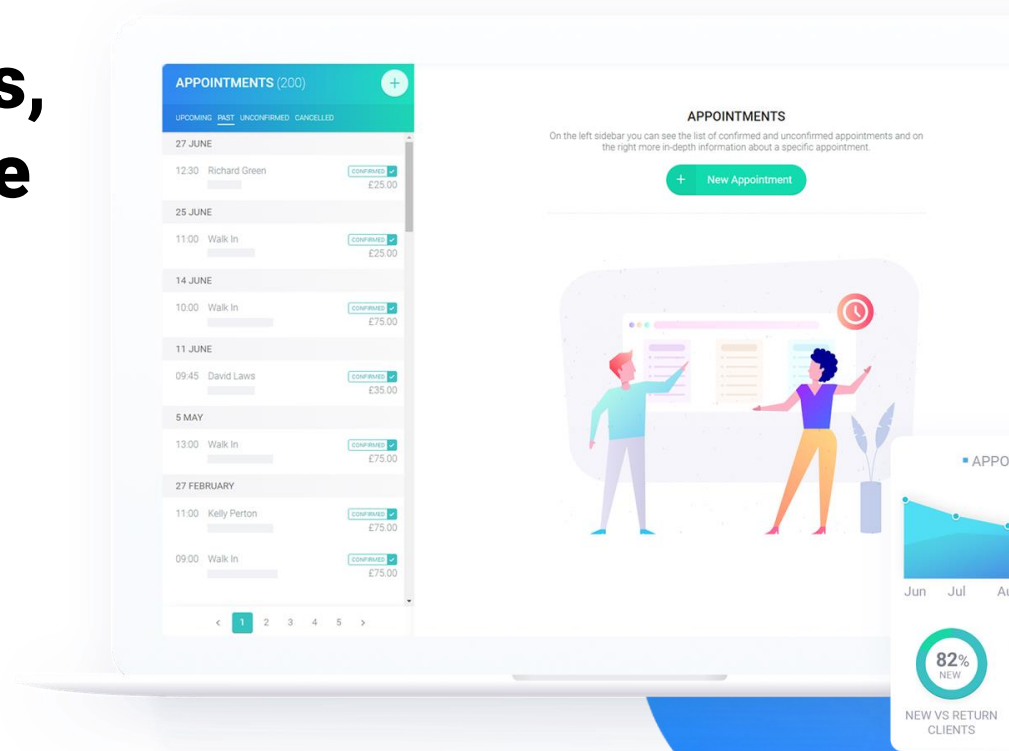 s,
e
APPOINTMENTS (200)
+
UPCOMING PAST UNCONFIRMED CANCELLED
27 JUNE
12:30 Richard Green CONFIRMED
£25.00
25 JUNE
11:00 Walk In CONFIRMED
£25.00
14 JUNE
10:00 Walk In CONFIRMED
£75.00
11 JUNE
09:45 David Laws CONFIRMED
£35.00
5 MAY
13:00 Walk In CONFIRMED
£75.00
27 FEBRUARY
11:00 Kelly Perton CONFIRMED
£75.00
09:00 Walk In CONFIRMED
£75.00
< 1 2 3 4 5 >
APPOINTMENTS
On the left sidebar you can see the list of confirmed and unconfirmed appointments and on
the right more in-depth information about a specific appointment.
+ New Appointment
APPO
Jun Jul Au
82%
NEW
NEW VS RETURN
CLIENTS